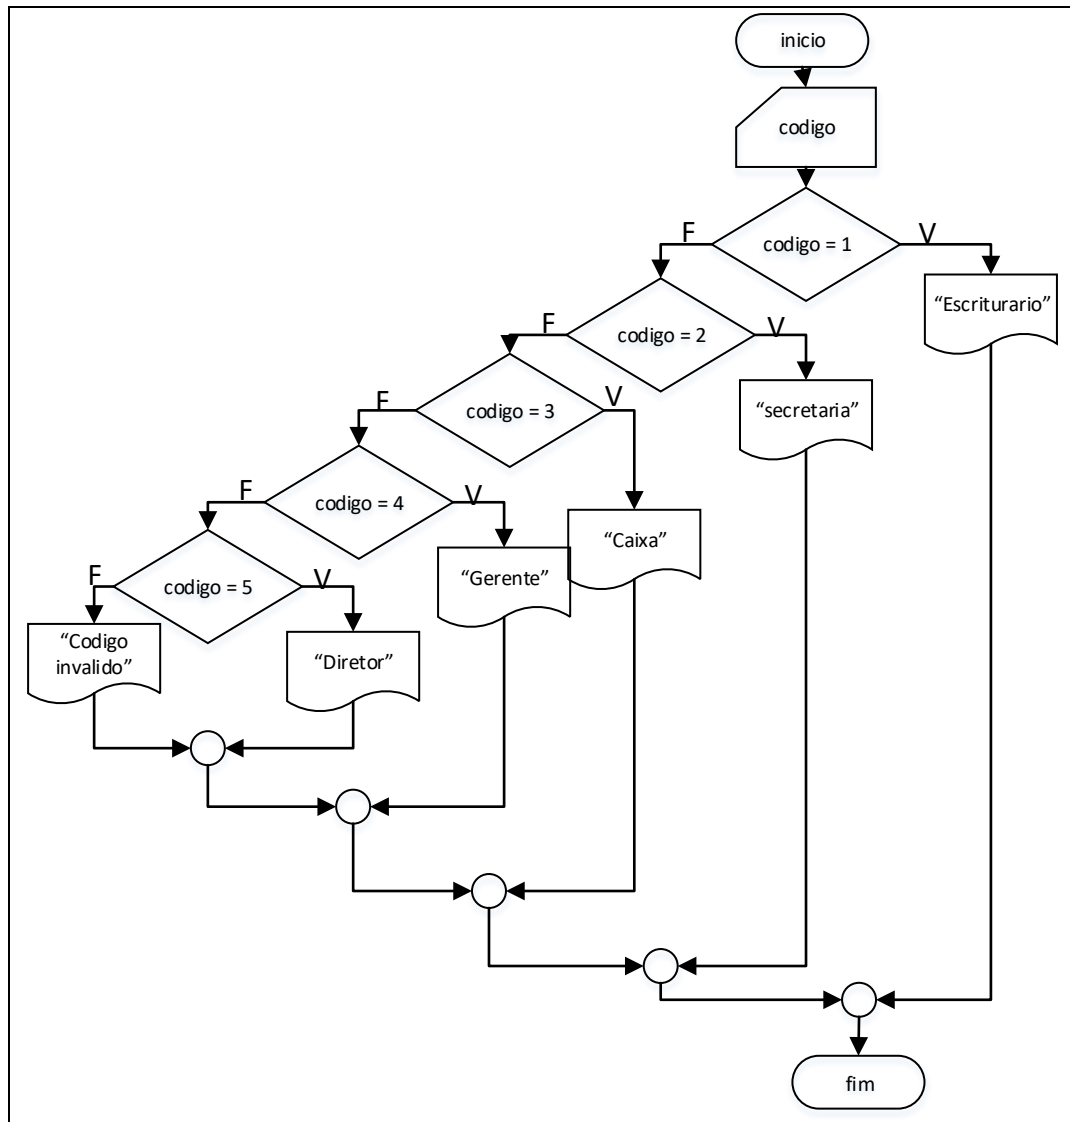 inicio
codigo
codigo = 1
F
V
“Escriturario”
codigo = 2
F
V
“secretaria”
codigo = 3
F
V
“Caixa”
codigo = 4
F
V
“Gerente”
codigo = 5
F
V
“Codigo
invalido”
“Diretor”
fim